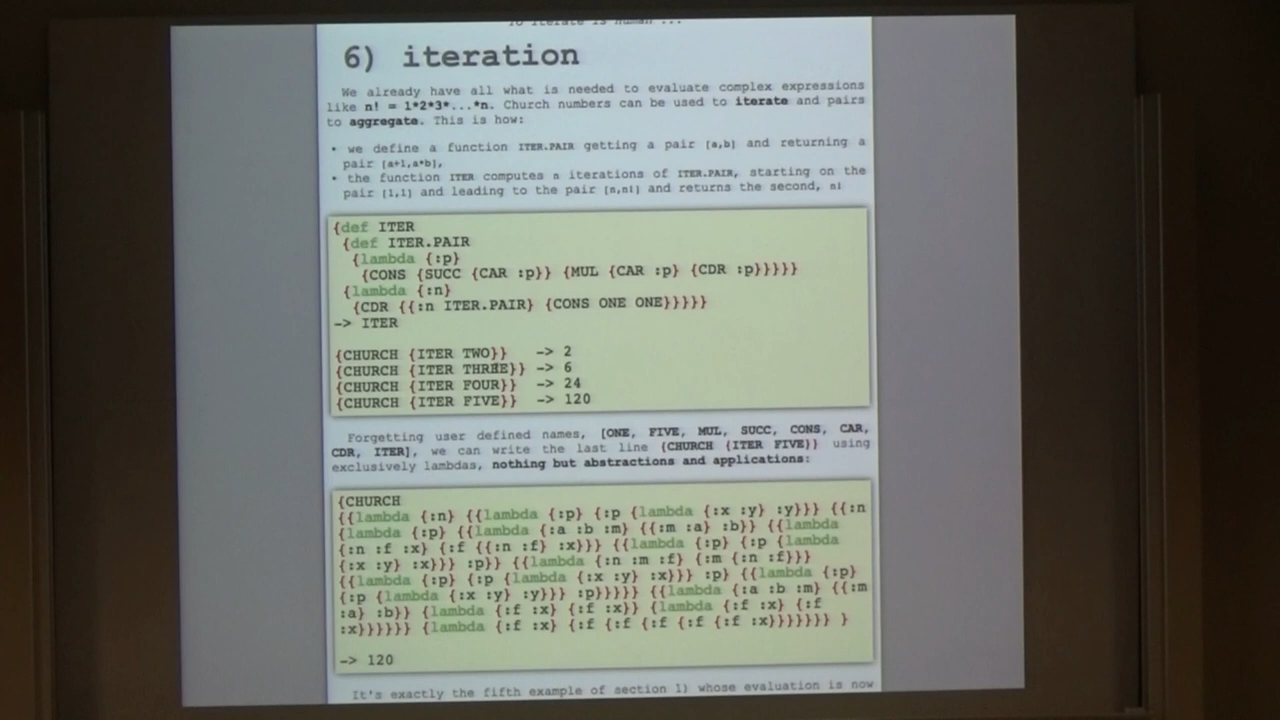 To iterate is human ...
6) iteration
We already have all what is needed to evaluate complex expressions
like n! = 1*2*3*...*n. Church numbers can be used to iterate and pairs
to aggregate. This is how:
• we define a function ITER.PAIR getting a pair [a,b] and returning a
pair [a+1,a*b],
• the function ITER computes n iterations of ITER.PAIR, starting on the
pair [1,1] and leading to the pair [n,n!] and returns the second, n!
{def ITER
{def ITER.PAIR
{lambda {:p}
{CONS {SUCC {CAR :p}} {MUL {CAR :p} {CDR :p}}}}}
{lambda {:n}
{CDR {{:n ITER.PAIR} {CONS ONE ONE}}}}}
-> ITER
{CHURCH {ITER TWO}} -> 2
{CHURCH {ITER THREE}} -> 6
{CHURCH {ITER FOUR}} -> 24
{CHURCH {ITER FIVE}} -> 120
Forgetting user defined names, [ONE, FIVE, MUL, SUCC, CONS, CAR,
CDR, ITER], we can write the last line {CHURCH {ITER FIVE}} using
exclusively lambdas, nothing but abstractions and applications:
{CHURCH
{{lambda {:n} {{lambda {:p} {:p {lambda {:x :y} :y}}} {{:n
{lambda {:p} {{lambda {:a :b :m} {{:m :a} :b}} {{lambda
{:n :f :x} {:f {{:n :f} :x}}} {{lambda {:p} {:p {lambda
{:x :y} :x}}} :p}} {{lambda {:n :m :f} {:m {:n :f}}}
{{lambda {:p} {:p {lambda {:x :y} :x}}} :p} {{lambda {:p}
{:p {lambda {:x :y} :y}}} :p}}}}} {{lambda {:a :b :m} {{:m
:a} :b}} {lambda {:f :x} {:f :x}} {lambda {:f :x} {:f
:x}}}}}} {lambda {:f :x} {:f {:f {:f {:f {:f :x}}}}}}} }
-> 120
It's exactly the fifth example of section 1) whose evaluation is now